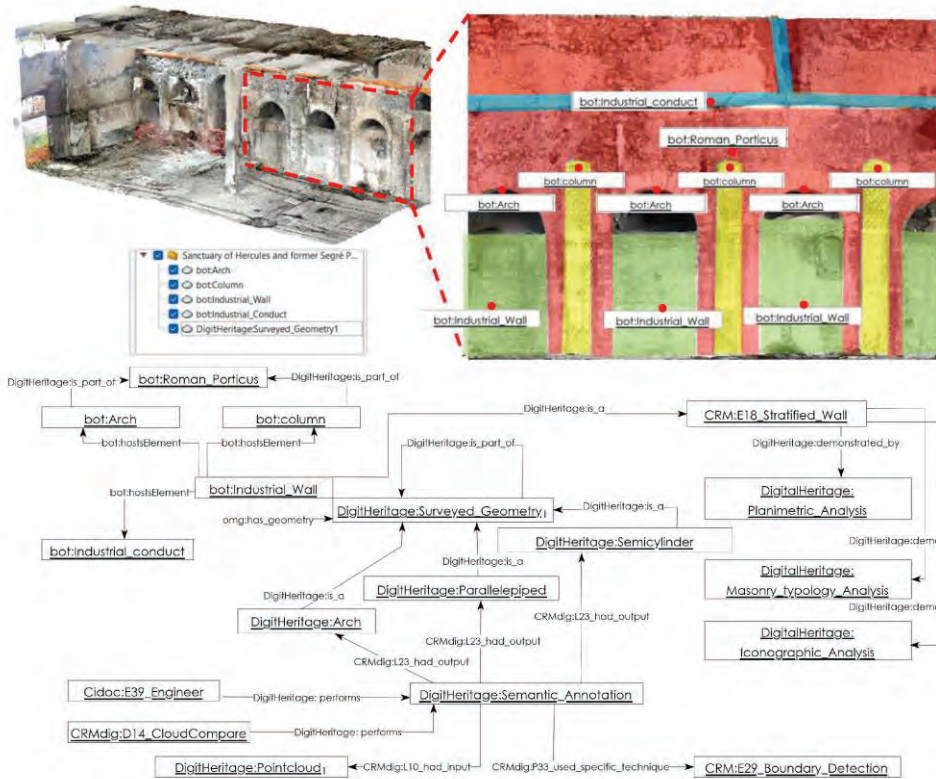 bot:Industrial_conduct
bot:Roman_Porticus
bot:column
bot:column
bot:column
bot:Arch
bot:Arch
bot:Arch
bot:Industrial_Wall
bot:Industrial_Wall
bot:Industrial_Wall
Sanctuary of Hercules and former Segré P...
bot:Arch
bot:Column
bot:Industrial_Wall
bot:Industrial_Conduct
DigitHeritage:Surveyed_Geometry1
DigitHeritage:is_part_of
bot:Roman_Porticus
DigitHeritage:is_part_of
bot:Arch
bot:column
DigitHeritage:is_a
CRM:E18_Stratified_Wall
bot:hostsElement
bot:hostsElement
DigitHeritage:is_part_of
DigitHeritage:demonstrated_by
bot:hostsElement
bot:Industrial_Wall
DigitalHeritage:
Planimetric_Analysis
omg:has_geometry
DigitHeritage:Surveyed_Geometry1
DigitHeritage:is_a
bot:Industrial_conduct
DigitHeritage:Semicylinder
DigitHeritage:demo
DigitHeritage:is_a
DigitalHeritage:
Masonry_typology_Analysis
DigitHeritage:Parallelepiped
DigitHeritage:is_a
DigitHeritage:demo
DigitHeritage:Arch
CRMdig:L23_had_output
CRMdig:L23_had_output
DigitalHeritage:
Iconographic_Analysis
CRMdig:L23_had_output
Cidoc:E39_Engineer
DigitHeritage: performs
DigitHeritage:Semantic_Annotation
CRMdig:D14_CloudCompare
DigitHeritage: performs
DigitHeritage:Pointcloud1
CRMdig:L10_had_input
CRMdig:P33_used_specific_technique
CRM:E29_Boundary_Detection